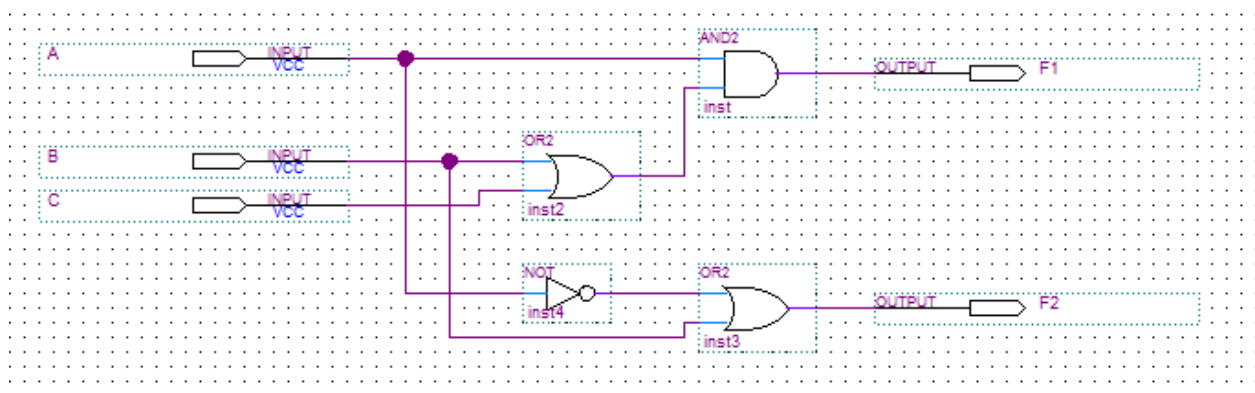 AND2
A INPUT VCC
OUTPUT F1
inst
OR2
B INPUT VCC
C INPUT VCC
inst2
NOT OR2
OUTPUT F2
inst4
inst3